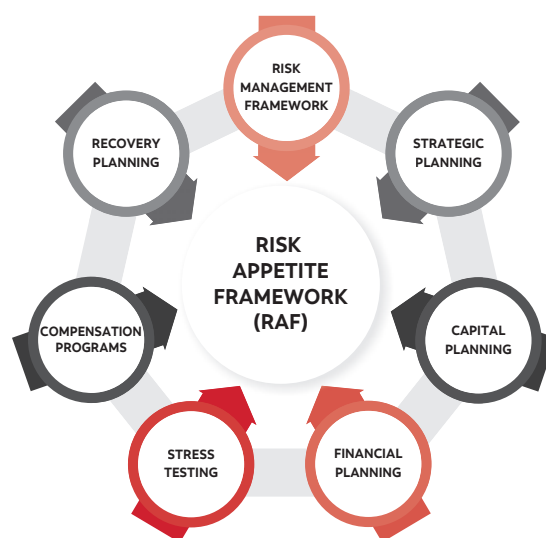 RISK
MANAGEMENT
FRAMEWORK
RECOVERY
PLANNING
STRATEGIC
PLANNING
RISK
APPETITE
FRAMEWORK
(RAF)
COMPENSATION
PROGRAMS
CAPITAL
PLANNING
STRESS
TESTING
FINANCIAL
PLANNING